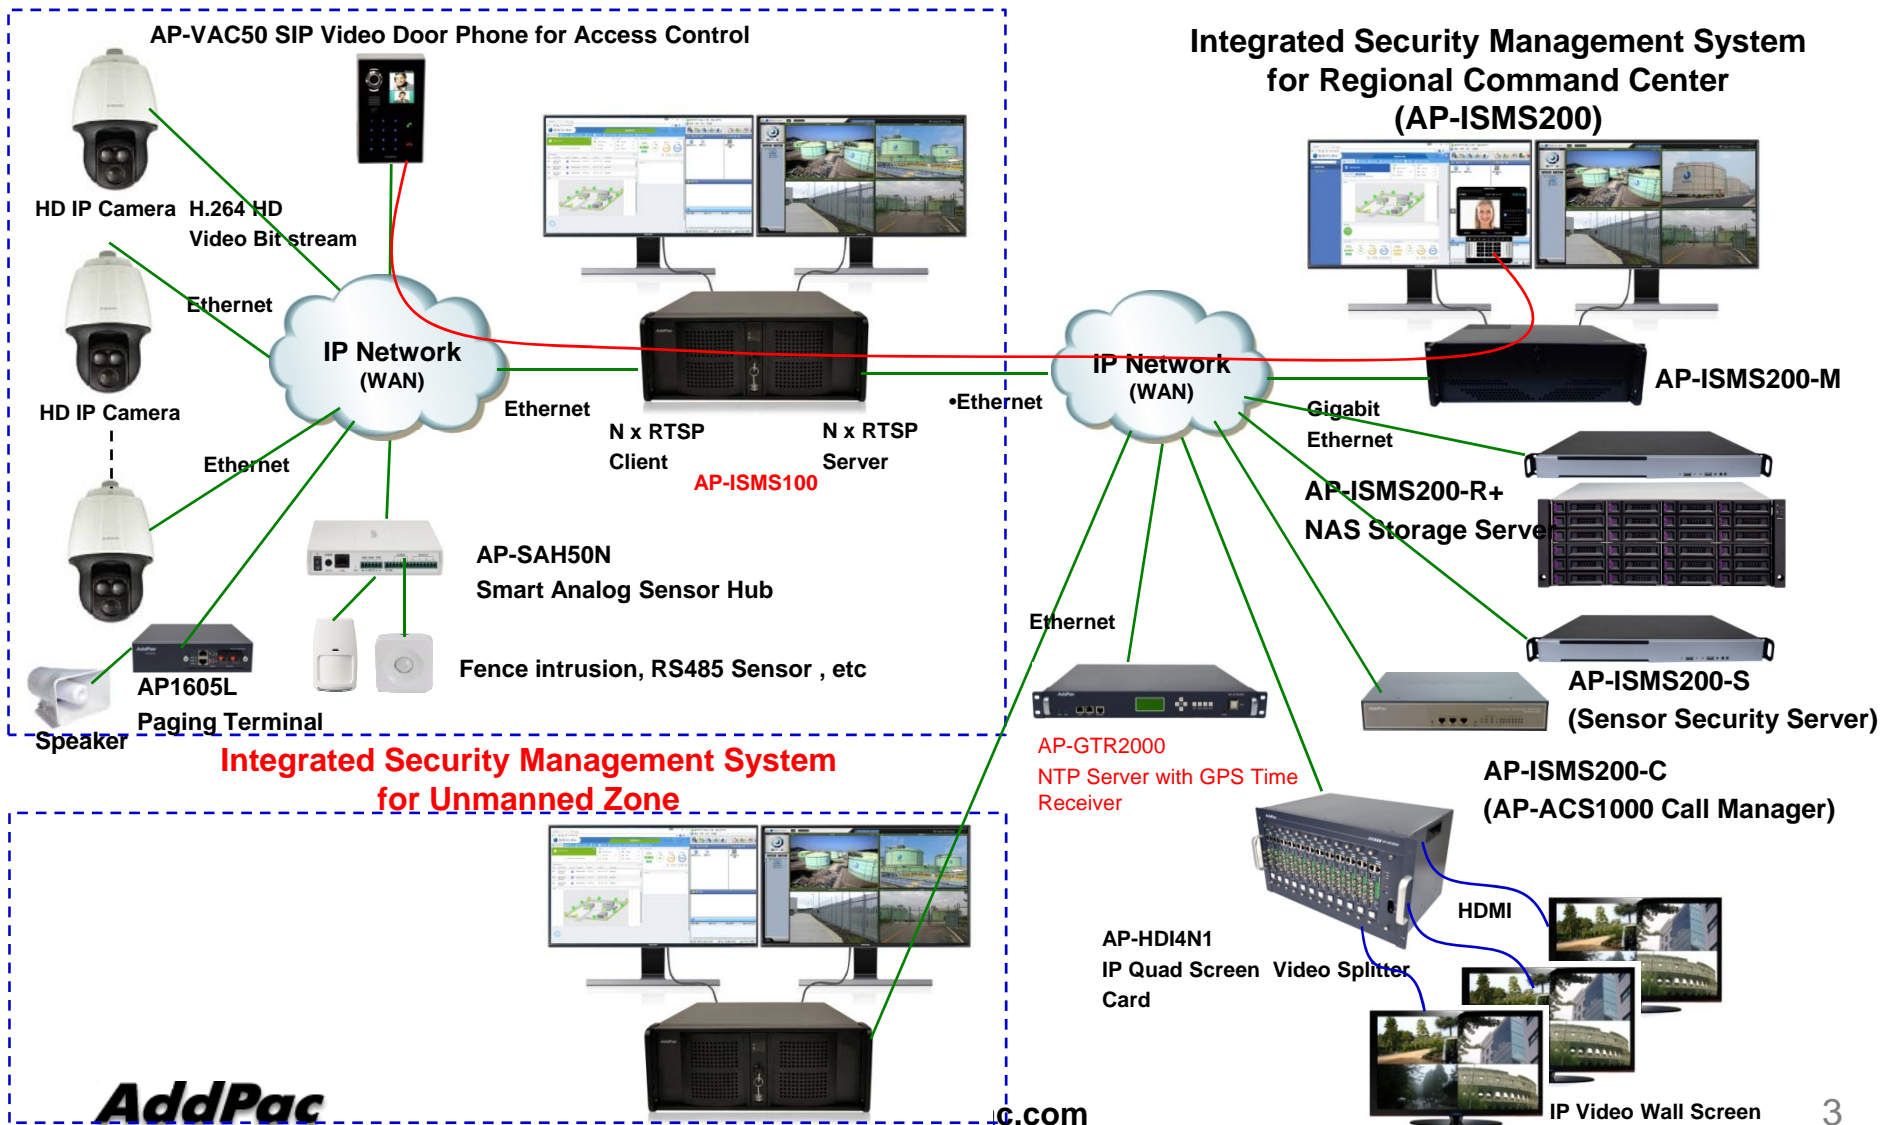 AP-VAC50 SIP Video Door Phone for Access Control
Integrated Security Management System
for Regional Command Center
(AP-ISMS200)
HD IP Camera
H.264 HD
Video Bit stream
Ethernet
IP Network
(WAN)
HD IP Camera
Ethernet
Ethernet
N x RTSP
Client
N x RTSP
Server
AP-ISMS100
•Ethernet
IP Network
(WAN)
AP-ISMS200-M
Gigabit
Ethernet
AP-ISMS200-R+
NAS Storage Server
AP-SAH50N
Smart Analog Sensor Hub
Fence intrusion, RS485 Sensor , etc
AP1605L
Paging Terminal
Speaker
Integrated Security Management System
for Unmanned Zone
Ethernet
AP-GTR2000
NTP Server with GPS Time
Receiver
AP-ISMS200-S
(Sensor Security Server)
AP-ISMS200-C
(AP-ACS1000 Call Manager)
HDMI
AP-HDI4N1
IP Quad Screen Video Splitter
Card
IP Video Wall Screen
AddPac
c.com
3